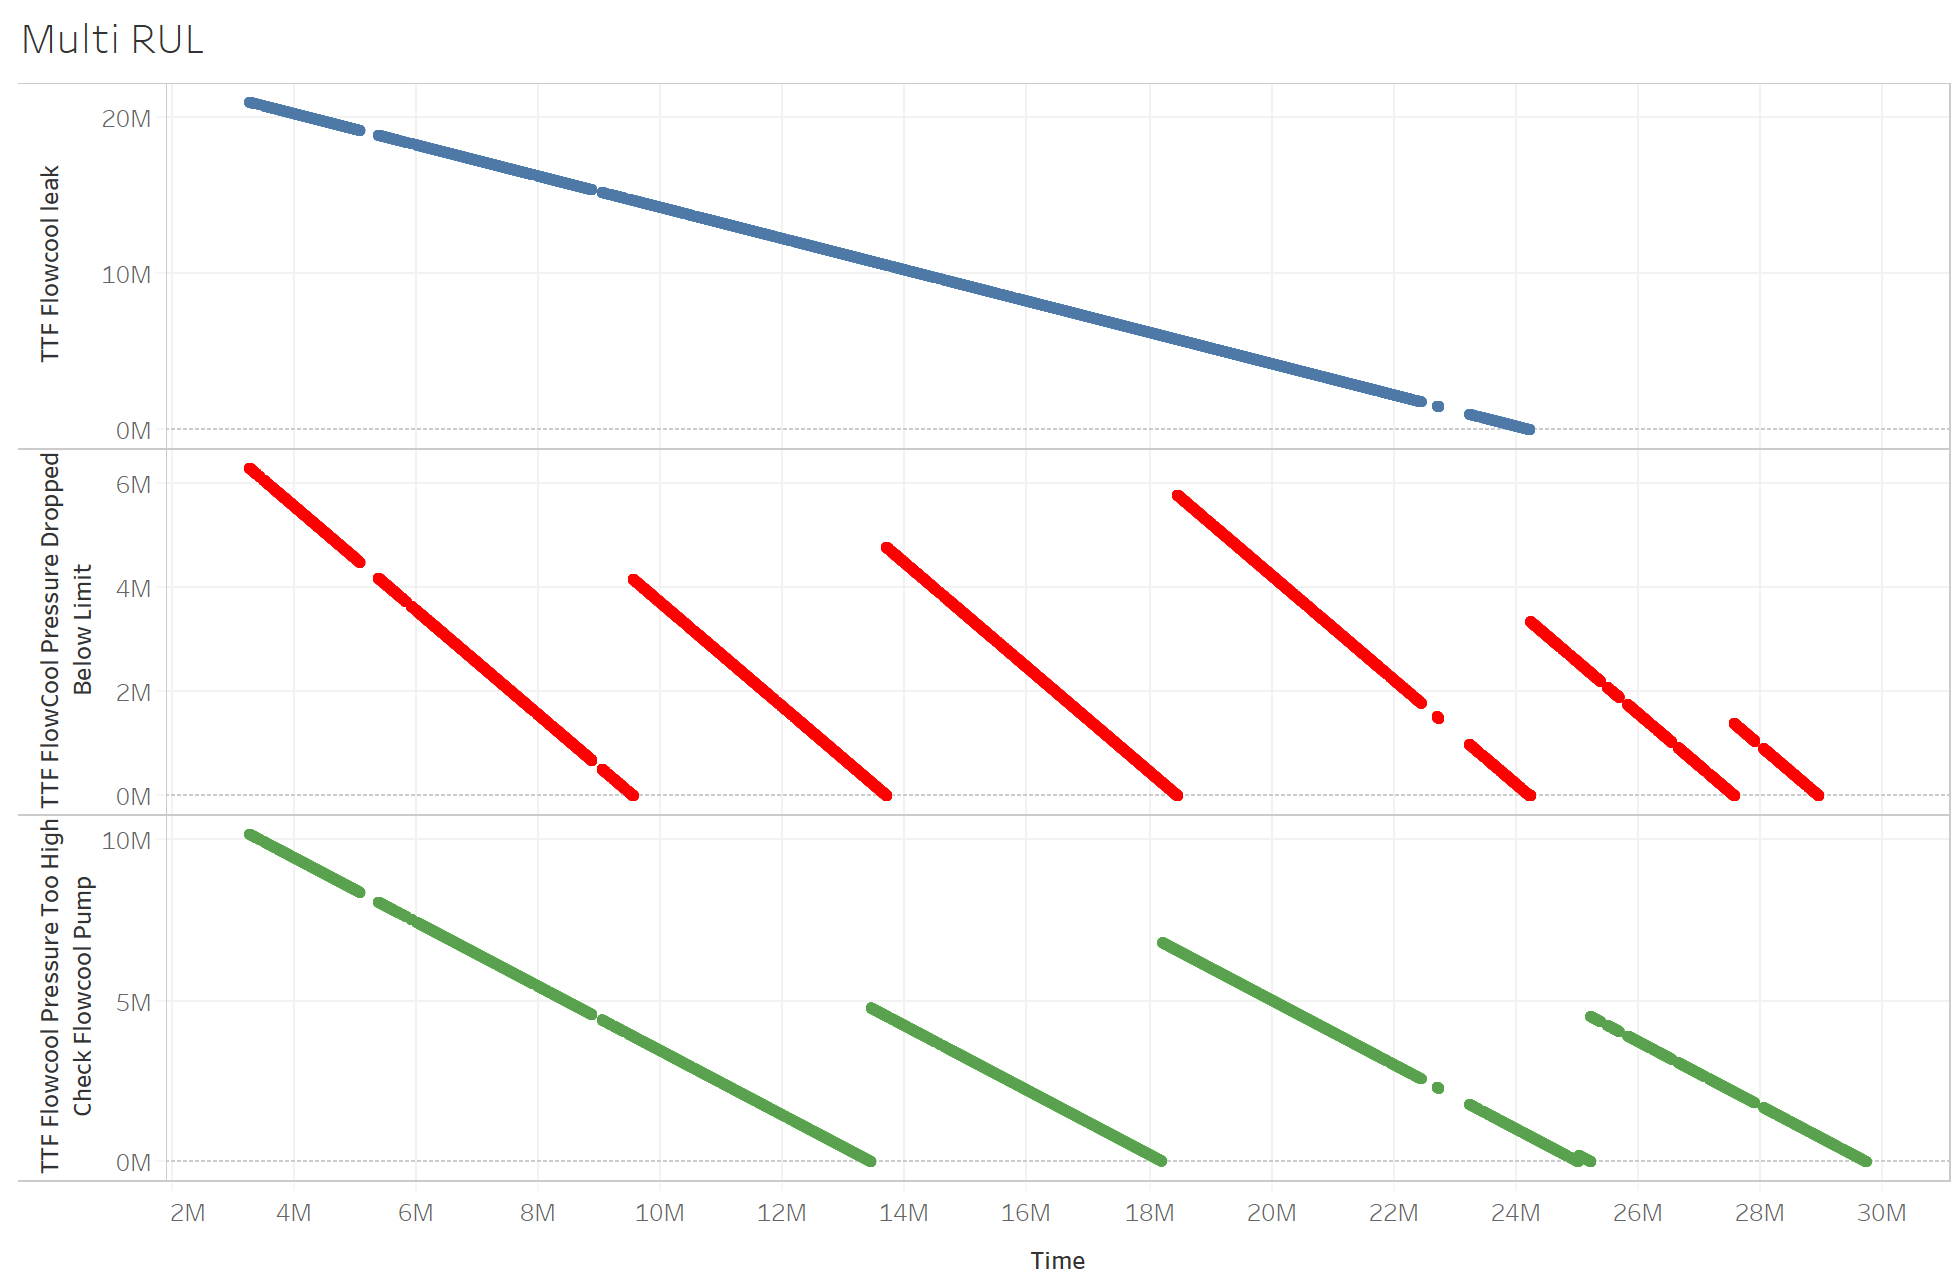 Multi RUL
TTF Flowcool leak
20M
10M
0M
TTF FlowCool Pressure Dropped
Below Limit
6M
4M
2M
0M
TTF Flowcool Pressure Too High
Check Flowcool Pump
10M
5M
0M
2M 4M 6M 8M 10M 12M 14M 16M 18M 20M 22M 24M 26M 28M 30M
Time